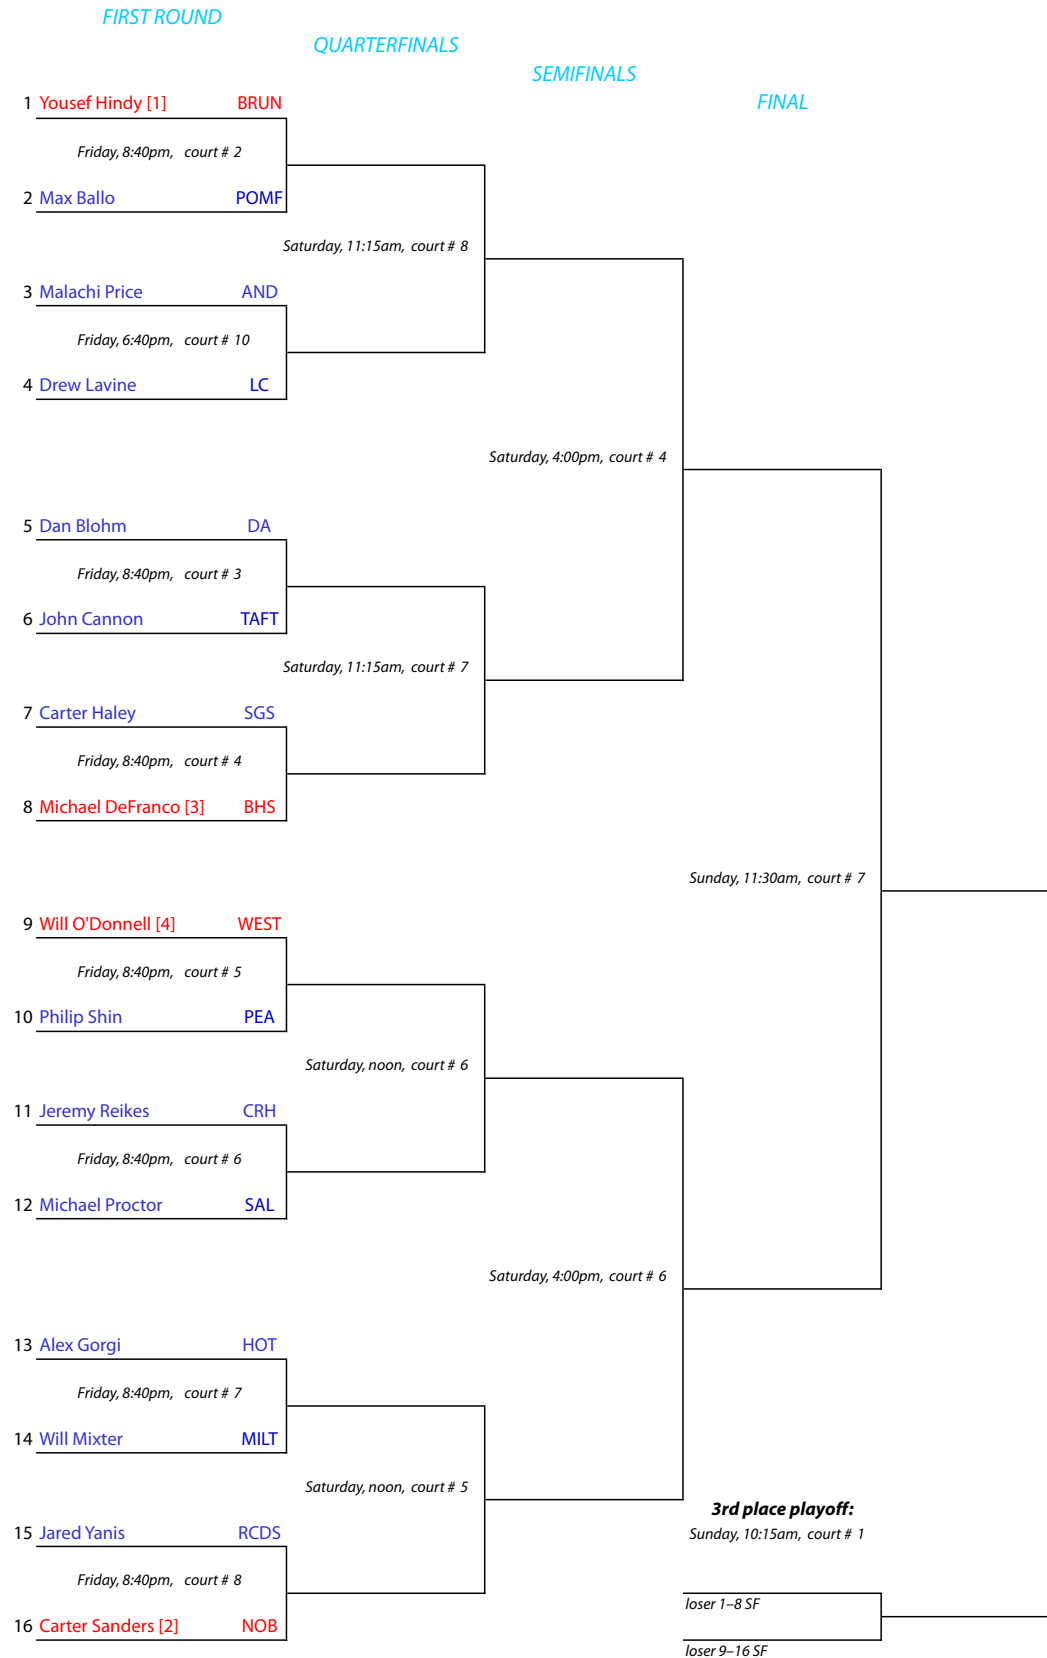 FIRST ROUND
QUARTERFINALS
SEMIFINALS
FINAL
1 Yousef Hindy [1] BRUN
Friday, 8:40pm, court # 2
2 Max Ballo POMF
Saturday, 11:15am, court # 8
3 Malachi Price AND
Friday, 6:40pm, court # 10
4 Drew Lavine LC
Saturday, 4:00pm, court # 4
5 Dan Blohm DA
Friday, 8:40pm, court # 3
6 John Cannon TAFT
Saturday, 11:15am, court # 7
7 Carter Haley SGS
Friday, 8:40pm, court # 4
8 Michael DeFranco [3] BHS
Sunday, 11:30am, court # 7
9 Will O'Donnell [4] WEST
Friday, 8:40pm, court # 5
10 Philip Shin PEA
Saturday, noon, court # 6
11 Jeremy Reikes CRH
Friday, 8:40pm, court # 6
12 Michael Proctor SAL
Saturday, 4:00pm, court # 6
13 Alex Gorgi HOT
Friday, 8:40pm, court # 7
14 Will Mixter MILT
Saturday, noon, court # 5
3rd place playoff:
15 Jared Yanis RCDS
Sunday, 10:15am, court # 1
Friday, 8:40pm, court # 8
loser 1–8 SF
16 Carter Sanders [2] NOB
loser 9–16 SF